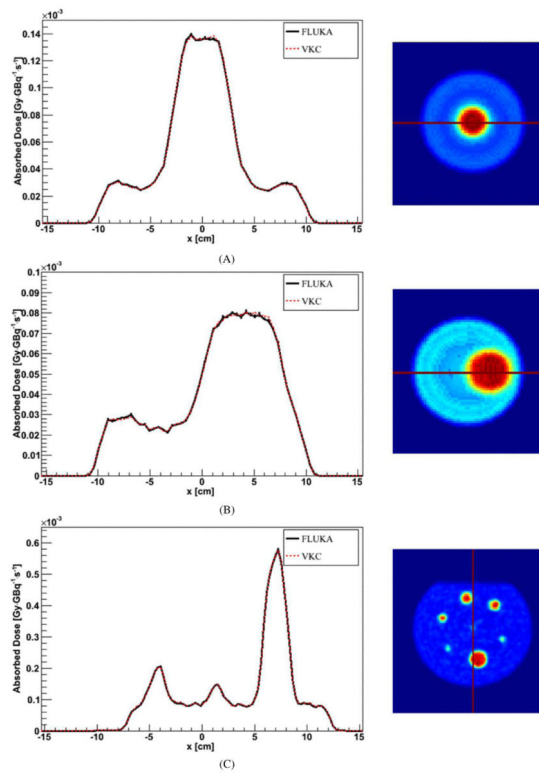 ×10⁻³
Absorbed Dose [Gy·GBq⁻¹·s⁻¹]
0.14
0.12
0.1
0.08
0.06
0.04
0.02
0
FLUKA
VKC
-15 -10 -5 0 5 10 15
x [cm]
(A)
×10⁻³
Absorbed Dose [Gy·GBq⁻¹·s⁻¹]
0.1
0.09
0.08
0.07
0.06
0.05
0.04
0.03
0.02
0.01
0
FLUKA
VKC
-15 -10 -5 0 5 10 15
x [cm]
(B)
×10⁻³
Absorbed Dose [Gy·GBq⁻¹·s⁻¹]
0.6
0.5
0.4
0.3
0.2
0.1
0
FLUKA
VKC
-15 -10 -5 0 5 10 15
x [cm]
(C)